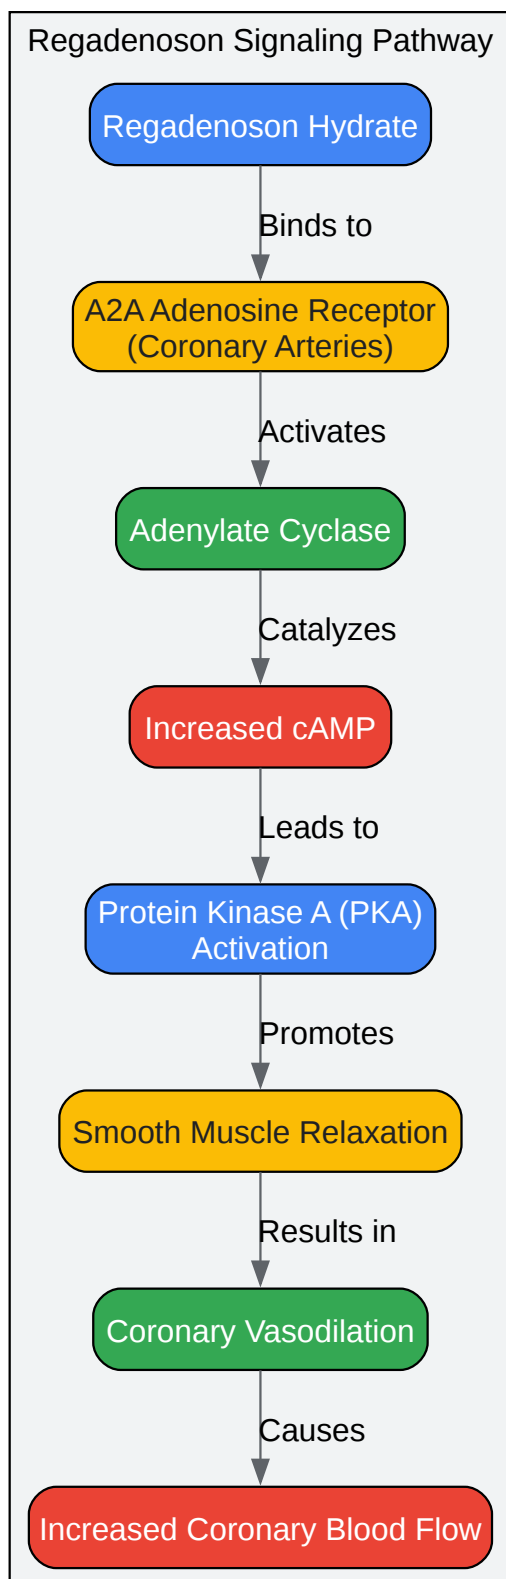 Regadenoson Signaling Pathway
Regadenoson Hydrate
Binds to
A2A Adenosine Receptor
(Coronary Arteries)
Activates
Adenylate Cyclase
Catalyzes
Increased cAMP
Leads to
Protein Kinase A (PKA)
Activation
Promotes
Smooth Muscle Relaxation
Results in
Coronary Vasodilation
Causes
Increased Coronary Blood Flow